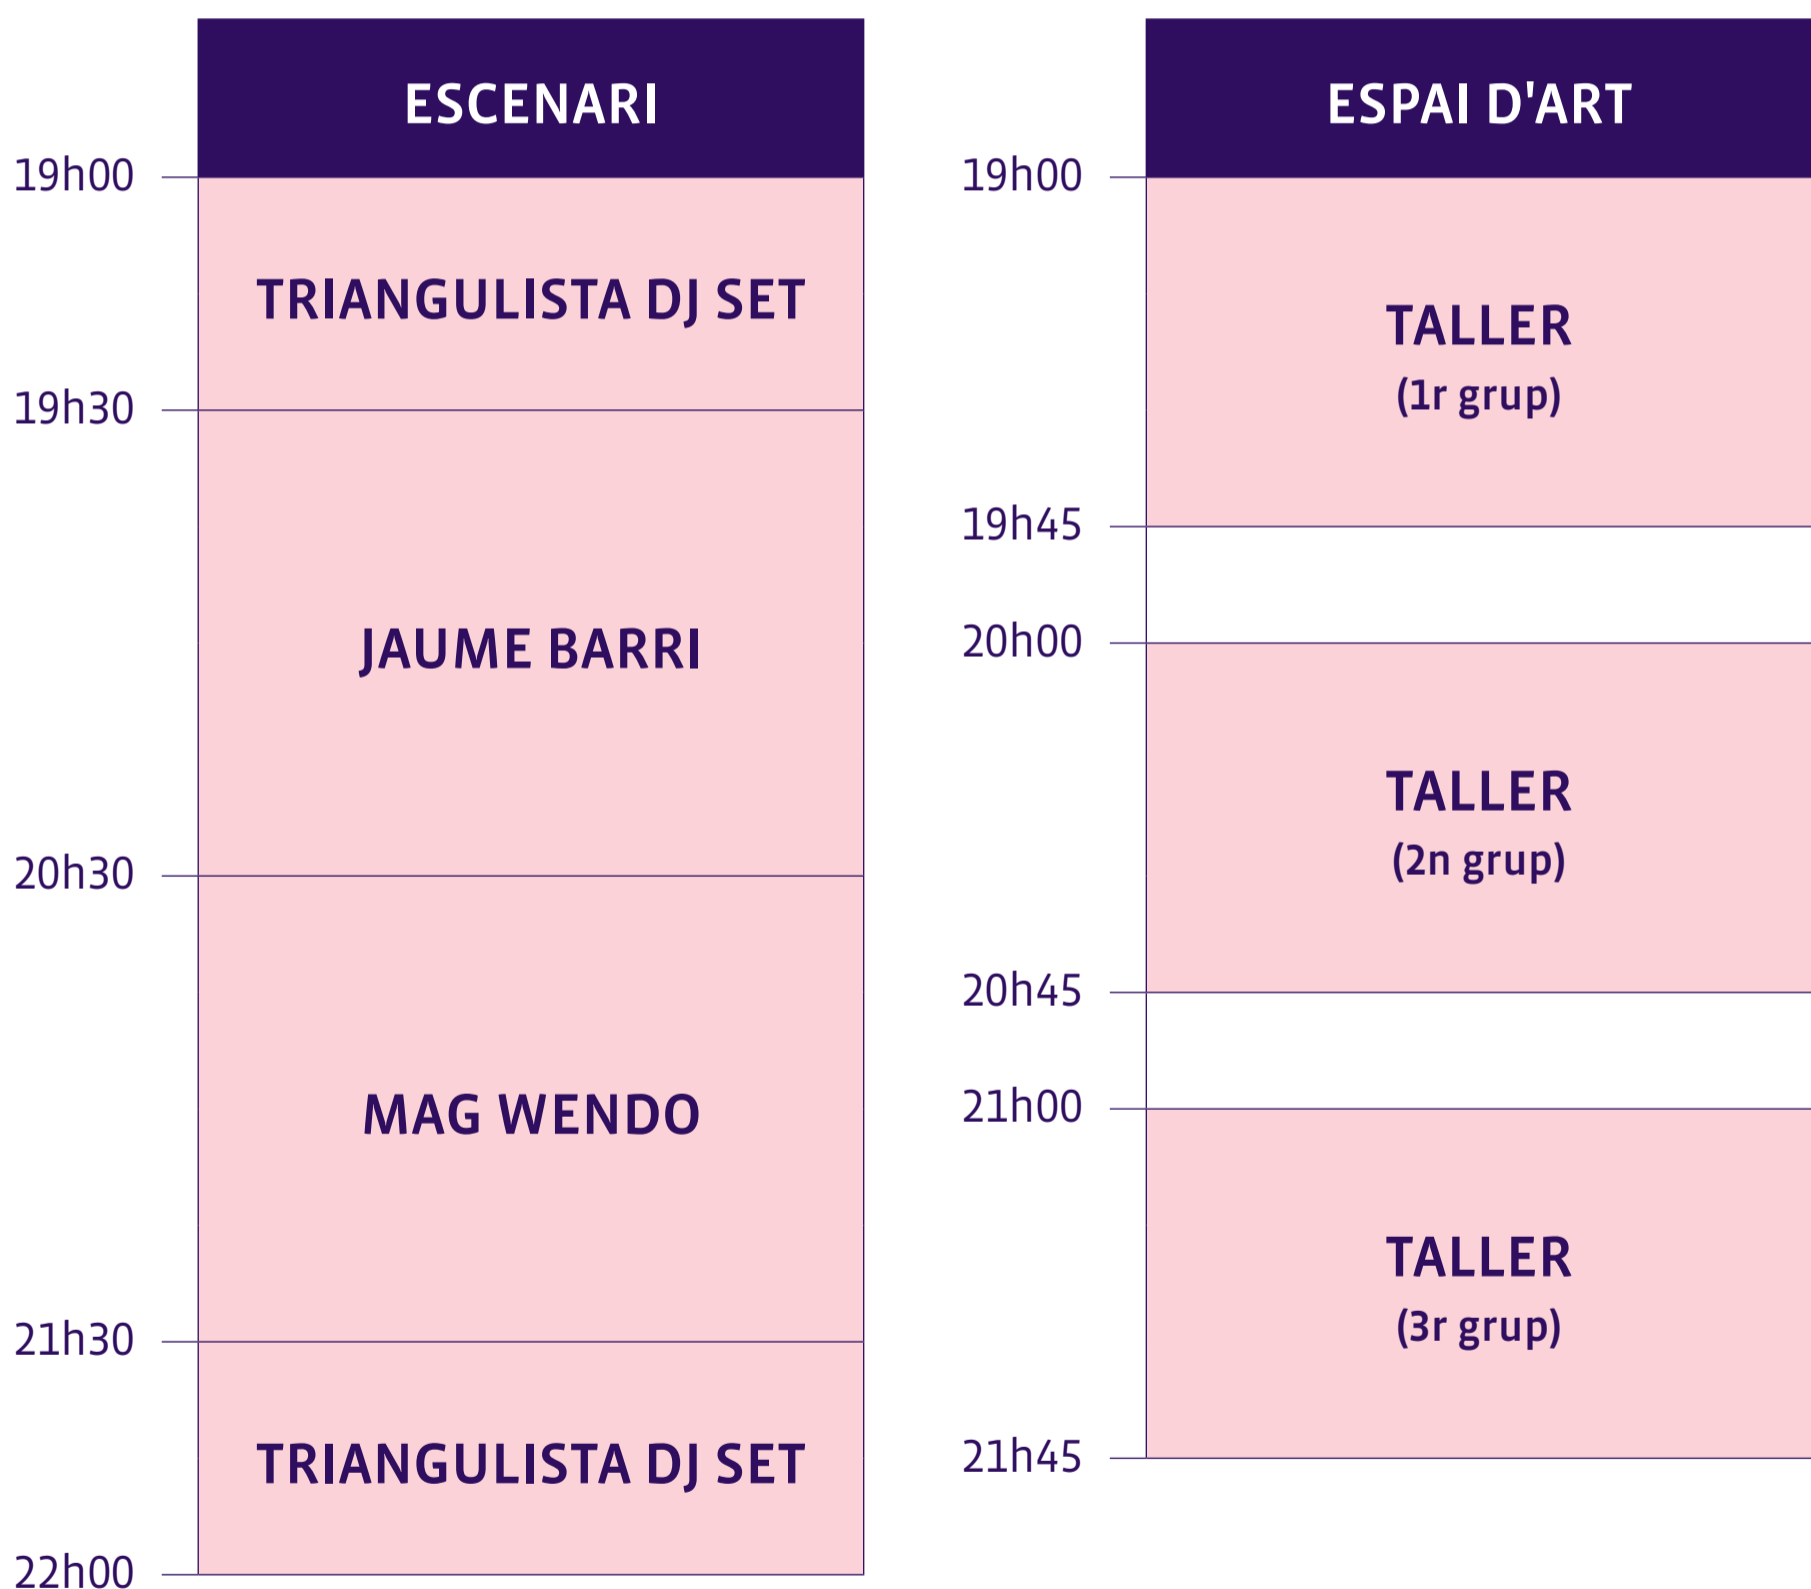 ESCENARI
19h00
TRIANGULISTA DJ SET
19h30
JAUME BARRI
20h30
MAG WENDO
21h30
TRIANGULISTA DJ SET
22h00
ESPAI D'ART
19h00
TALLER
(1r grup)
19h45
20h00
TALLER
(2n grup)
20h45
21h00
TALLER
(3r grup)
21h45